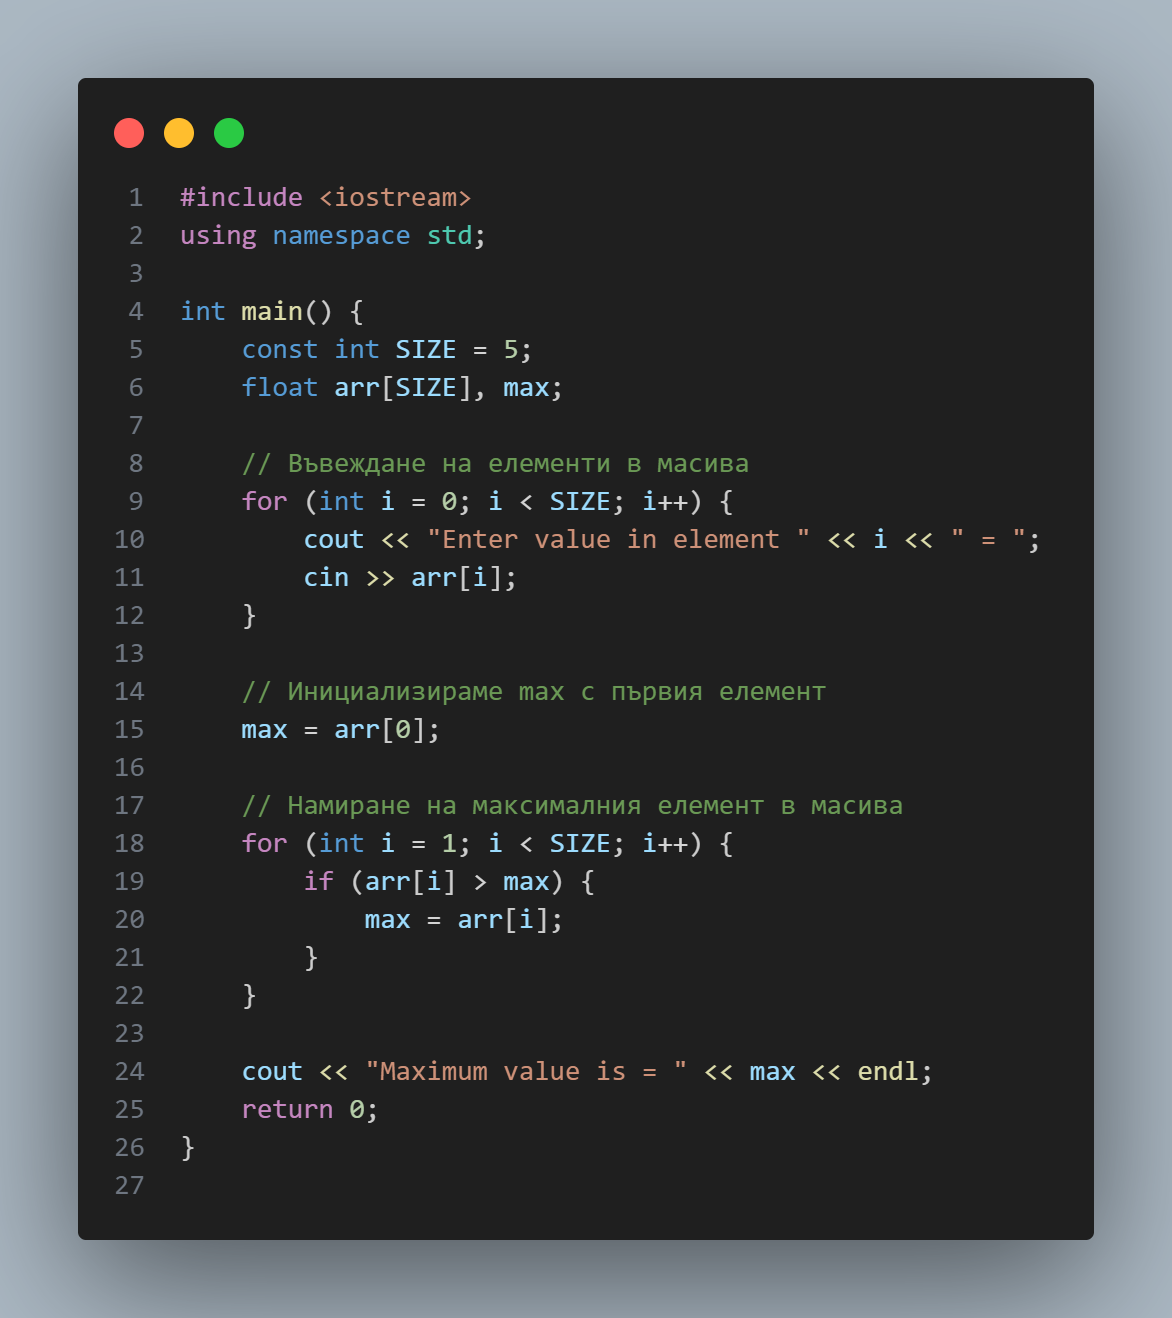 1 #include <iostream>
2 using namespace std;
3
4 int main() {
5     const int SIZE = 5;
6     float arr[SIZE], max;
7
8     // Въвеждане на елементи в масива
9     for (int i = 0; i < SIZE; i++) {
10         cout << "Enter value in element " << i << " = ";
11         cin >> arr[i];
12     }
13
14     // Инициализираме max с първия елемент
15     max = arr[0];
16
17     // Намиране на максималния елемент в масива
18     for (int i = 1; i < SIZE; i++) {
19         if (arr[i] > max) {
20             max = arr[i];
21         }
22     }
23
24     cout << "Maximum value is = " << max << endl;
25     return 0;
26 }
27